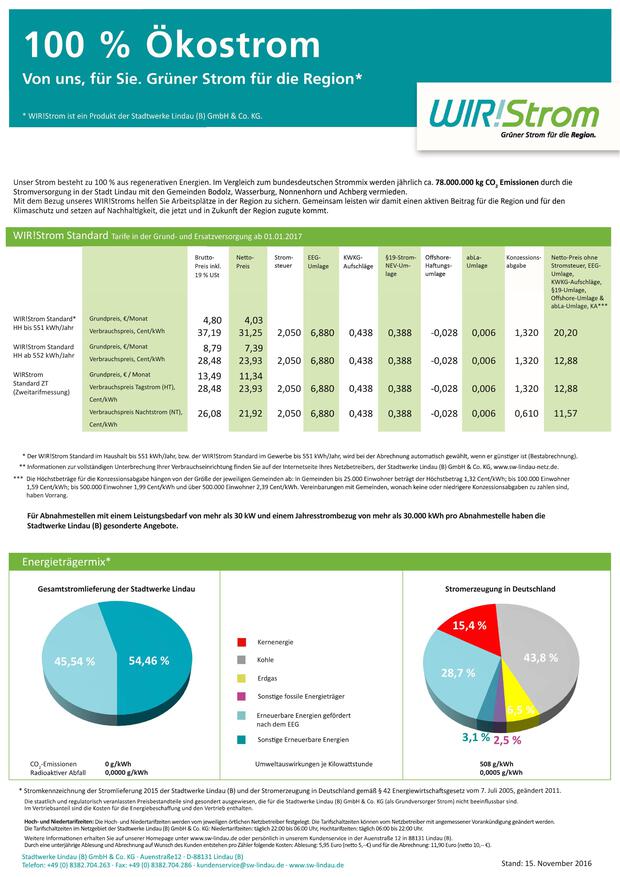 100 % Ökostrom
Von uns, für Sie. Grüner Strom für die Region*
* WIR!Strom ist ein Produkt der Stadtwerke Lindau (B) GmbH & Co. KG.
WIR!Strom
Grüner Strom für die Region.
Unser Strom besteht zu 100 % aus regenerativen Energien. Im Vergleich zum bundesdeutschen Strommix werden jährlich ca. 78.000.000 kg CO2 Emissionen durch die
Stromversorgung in der Stadt Lindau mit den Gemeinden Bodolz, Wasserburg, Nonnenhorn und Achberg vermieden.
Mit dem Bezug unseres WIR!Stroms helfen Sie Arbeitsplätze in der Region zu sichern. Gemeinsam leisten wir damit einen aktiven Beitrag für die Region und für den
Klimaschutz und setzen auf Nachhaltigkeit, die jetzt und in Zukunft der Region zugute kommt.
WIR!Strom Standard Tarife in der Grund- und Ersatzversorgung ab 01.01.2017
Brutto- Netto- Strom- EEG- KWKG- §19-Strom- Offshore- abLa- Konzessions- Netto-Preis ohne
Preis inkl. Preis steuer Umlage Aufschläge NEV-Um- Haftungs- Umlage abgabe Stromsteuer, EEG-
19 % USt lage umlage Umlage,
KWKG-Aufschläge,
§19-Umlage,
Offshore-Umlage &
abLa-Umlage, KA***
WIR!Strom Standard* Grundpreis, €/Monat 4,80 4,03
HH bis 551 kWh/Jahr Verbrauchspreis, Cent/kWh 37,19 31,25 2,050 6,880 0,438 0,388 -0,028 0,006 1,320 20,20
WIR!Strom Standard Grundpreis, €/Monat 8,79 7,39
HH ab 552 kWh/Jahr Verbrauchspreis, Cent/kWh 28,48 23,93 2,050 6,880 0,438 0,388 -0,028 0,006 1,320 12,88
WIRStrom Grundpreis, € / Monat 13,49 11,34
Standard ZT Verbrauchspreis Tagstrom (HT), 28,48 23,93 2,050 6,880 0,438 0,388 -0,028 0,006 1,320 12,88
(Zweitarifmessung) Cent/kWh
Verbrauchspreis Nachtstrom (NT), 26,08 21,92 2,050 6,880 0,438 0,388 -0,028 0,006 0,610 11,57
Cent/kWh
* Der WIR!Strom Standard im Haushalt bis 551 kWh/Jahr, bzw. der WIR!Strom im Gewerbe bis 551 kWh/Jahr, wird bei der Abrechnung automatisch gewählt, wenn er günstiger ist (Bestabrechnung).
** Informationen zur vollständigen Unterbrechung Ihrer Verbrauchseinrichtung finden Sie auf der Internetseite Ihres Netzbetreibers, der Stadtwerke Lindau (B) GmbH & Co. KG, www.sw-lindau-netz.de.
*** Die Höchstbeträge für die Konzessionsabgaben hängen von der Größe der jeweiligen Gemeinden ab: In Gemeinden bis 25.000 Einwohner beträgt der Höchstbetrag 1,32 Cent/kWh; bis 100.000 Einwohner
1,59 Cent/kWh; bis 500.000 Einwohner 1,99 Cent/kWh und über 500.000 Einwohner 2,39 Cent/kWh. Vereinbarungen mit Gemeinden, wonach keine oder niedrigere Konzessionsabgaben zu zahlen sind,
haben Vorrang.
Für Abnahmestellen mit einem Leistungsbedarf von mehr als 30 kW und einem Jahresstrombezug von mehr als 30.000 kWh pro Abnahmestelle haben die
Stadtwerke Lindau (B) gesonderte Angebote.
Energieträgermix*
Gesamtstromlieferung der Stadtwerke Lindau
45,54 %
54,46 %
Kernenergie
Kohle
Erdgas
Sonstige fossile Energieträger
Erneuerbare Energien gefördert
nach dem EEG
Sonstige Erneuerbare Energien
Stromerzeugung in Deutschland
15,4 %
43,8 %
28,7 %
6,5 %
3,1 %
2,5 %
CO2-Emissionen 0 g/kWh Umweltauswirkungen je Kilowattstunde 508 g/kWh
Radioaktiver Abfall 0,0000 g/kWh 0,0005 g/kWh
* Stromkennzeichnung der Stromlieferung 2015 der Stadtwerke Lindau (B) und der Stromerzeugung in Deutschland gemäß § 42 Energiewirtschaftsgesetz vom 7. Juli 2005, geändert 2011.
Die staatlich und regulatorisch veranlassten Preisbestandteile sind gesondert ausgewiesen, die für die Stadtwerke Lindau (B) GmbH & Co. KG (als Grundversorger Strom) nicht beeinflussbar sind.
Im Vertriebsanteil sind die Kosten für die Energiebeschaffung und den Vertrieb enthalten.
Hoch- und Niedertarifzeiten: Die Hoch- und Niedertarifzeiten werden vom jeweiligen örtlichen Netzbetreiber festgelegt. Die Tarifzeiten können vom Netzbetreiber mit angemessener Vorankündigung geändert werden.
Die Tarifzeiten im Netzgebiet der Stadtwerke Lindau (B) GmbH & Co. KG: Niedertarifzeiten: täglich 22:00 bis 06:00 Uhr, Hochtarifzeiten: täglich 06:00 bis 22:00 Uhr.
Weitere Informationen erhalten Sie auf unserer Homepage unter www.sw-lindau.de oder persönlich in unserem Kundenservice in der Auenstraße 12 in 88131 Lindau (B).
Durch eine unterjährige Ablesung und Abrechnung auf Wunsch des Kunden entstehen pro Zähler folgende Kosten: Ablesung: 5,95 Euro (netto 5,-€) und für die Abrechnung: 11,90 Euro (netto 10,- €).
Stadtwerke Lindau (B) GmbH & Co. KG · Auenstraße12 · D-88131 Lindau (B)
Telefon: +49 (0) 8382.704.263 · Fax: +49 (0) 8382.704.286 · kundenservice@sw-lindau.de · www.sw-lindau.de
Stand: 15. November 2016